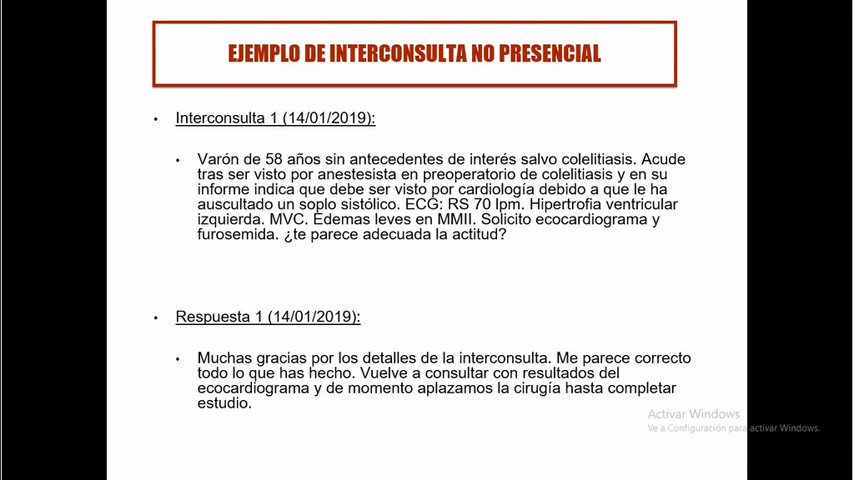 EJEMPLO DE INTERCONSULTA NO PRESENCIAL
• Interconsulta 1 (14/01/2019):
• Varón de 58 años sin antecedentes de interés salvo colelitiasis. Acude
tras ser visto por anestesista en preoperatorio de colelitiasis y en su
informe indica que debe ser visto por cardiología debido a que le ha
auscultado un soplo sistólico. ECG: RS 70 lpm. Hipertrofia ventricular
izquierda. MVC. Edemas leves en MMII. Solicito ecocardiograma y
furosemida. ¿te parece adecuada la actitud?
• Respuesta 1 (14/01/2019):
• Muchas gracias por los detalles de la interconsulta. Me parece correcto
todo lo que has hecho. Vuelve a consultar con resultados del
ecocardiograma y de momento aplazamos la cirugía hasta completar
estudio.
Activar Windows
Ve a Configuración para activar Windows.